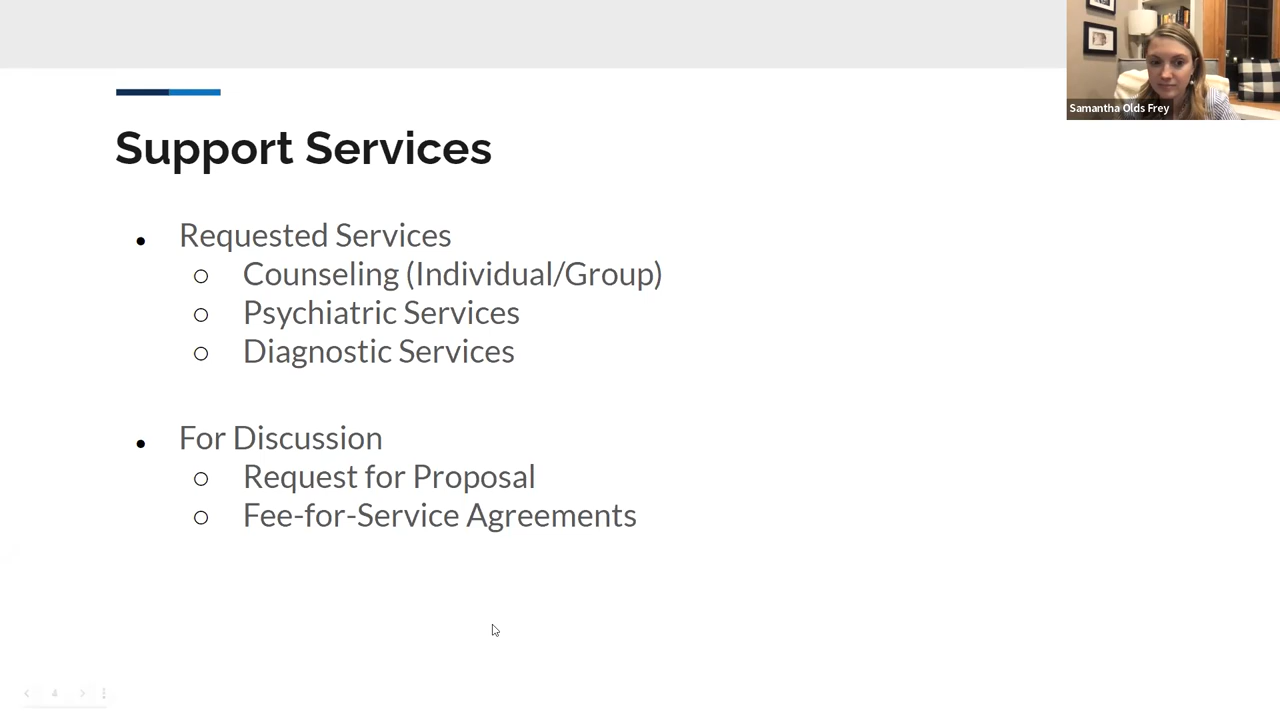 Samantha Olds Frey
Support Services
● Requested Services
○ Counseling (Individual/Group)
○ Psychiatric Services
○ Diagnostic Services
● For Discussion
○ Request for Proposal
○ Fee-for-Service Agreements
4